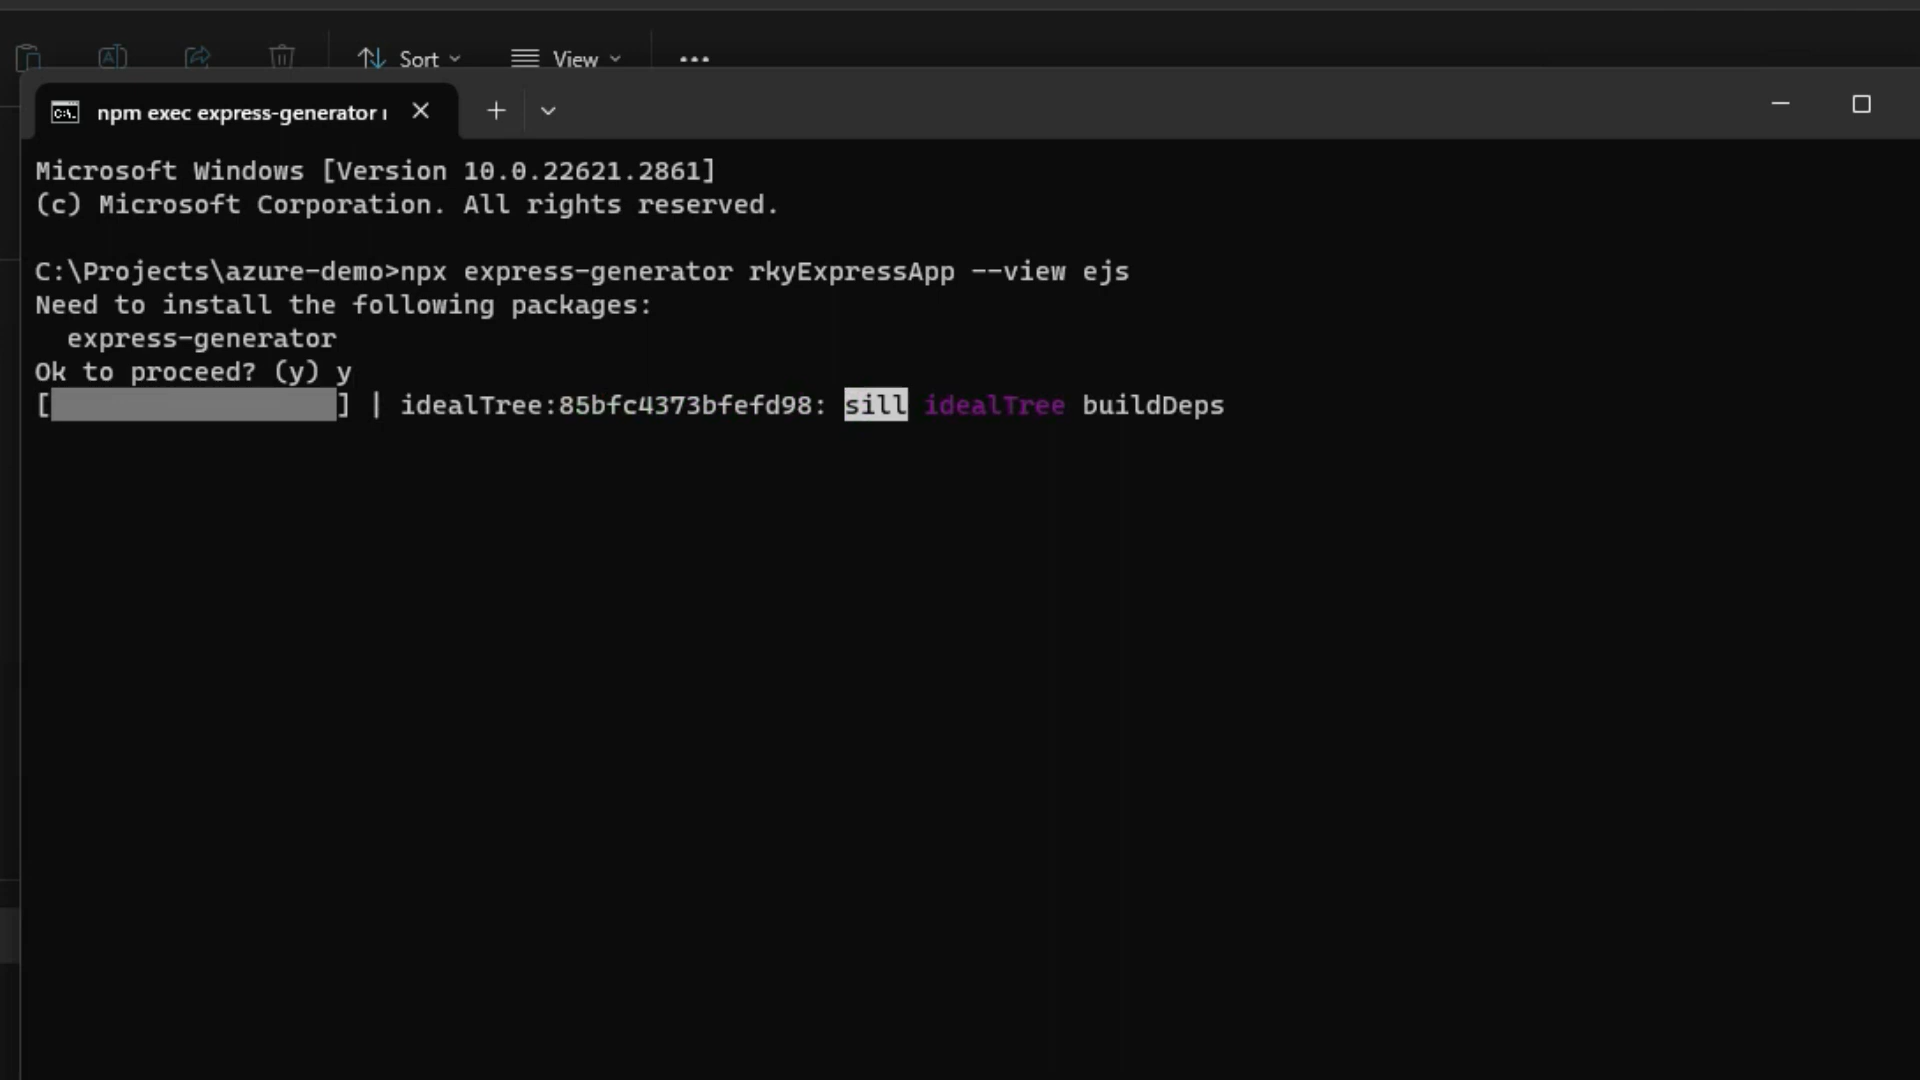 Sort
View
npm exec express-generator
Microsoft Windows [Version 10.0.22621.2861]
(c) Microsoft Corporation. All rights reserved.
C:\Projects\azure-demo>npx express-generator rkyExpressApp --view ejs
Need to install the following packages:
  express-generator
Ok to proceed? (y) y
[                  ] | idealTree:85bfc4373bfefd98: sill idealTree buildDeps